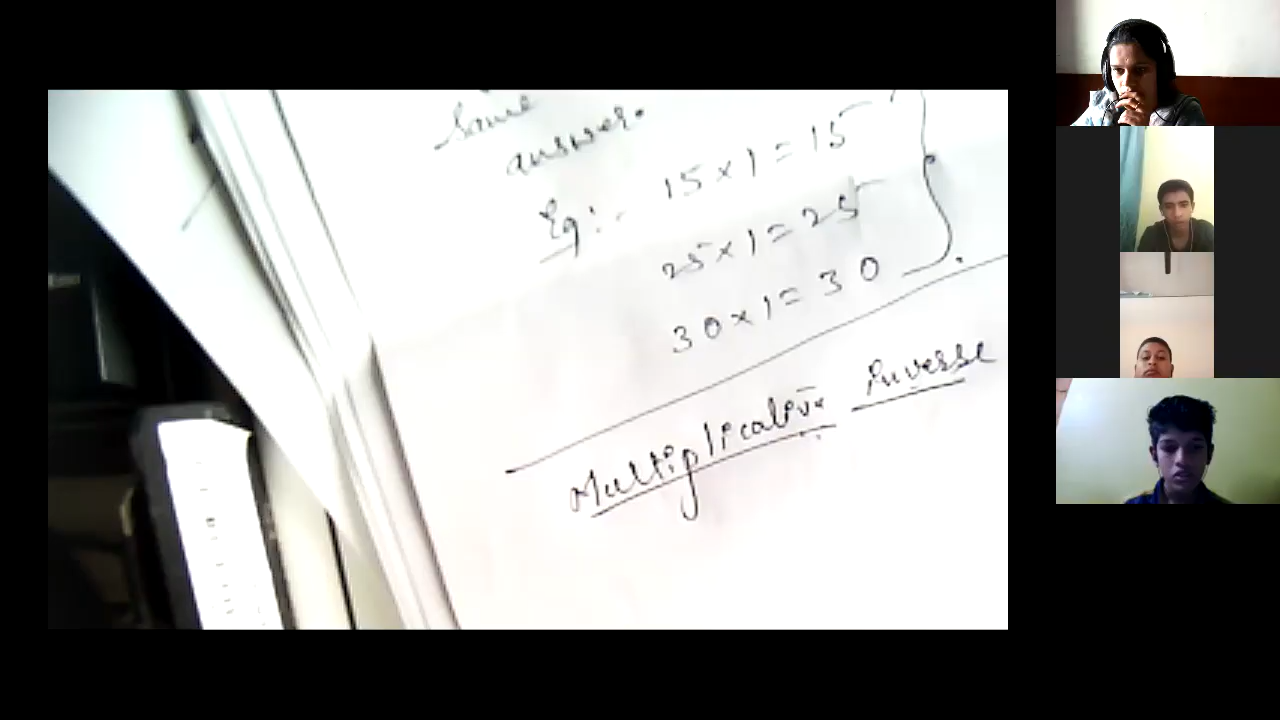 Same
answer.
Eg:- 15 × 1 = 15
25 × 1 = 25
30 × 1 = 30
Multiplicative inverse